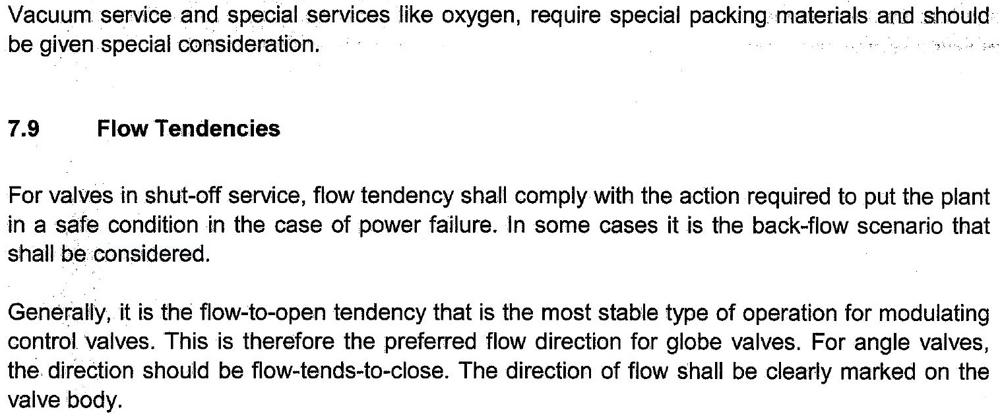 Vacuum service and special services like oxygen, require special packing materials and should
be given special consideration.
7.9 Flow Tendencies
For valves in shut-off service, flow tendency shall comply with the action required to put the plant
in a safe condition in the case of power failure. In some cases it is the back-flow scenario that
shall be considered.
Generally, it is the flow-to-open tendency that is the most stable type of operation for modulating
control valves. This is therefore the preferred flow direction for globe valves. For angle valves,
the direction should be flow-tends-to-close. The direction of flow shall be clearly marked on the
valve body.